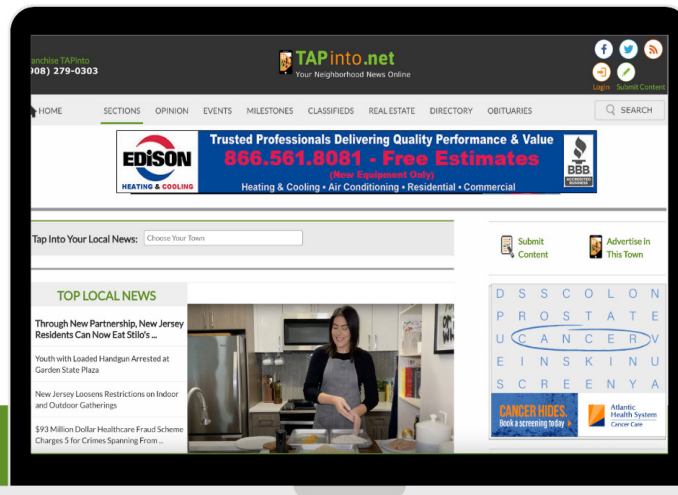 TAPinto.net
Your Neighborhood News Online
ranchise TAPinto
908) 279-0303
Login Submit Content
HOME SECTIONS OPINION EVENTS MILESTONES CLASSIFIEDS REAL ESTATE DIRECTORY OBITUARIES SEARCH
EDISON
HEATING & COOLING
Trusted Professionals Delivering Quality Performance & Value
866.561.8081 - Free Estimates
(New Equipment Only)
Heating & Cooling • Air Conditioning • Residential • Commercial
BBB
ACCREDITED BUSINESS
Tap Into Your Local News: Choose Your Town
Submit
Content
Advertise in
This Town
TOP LOCAL NEWS
Through New Partnership, New Jersey
Residents Can Now Eat Stilo's ...
Youth with Loaded Handgun Arrested at
Garden State Plaza
New Jersey Loosens Restrictions on Indoor
and Outdoor Gatherings
$93 Million Dollar Healthcare Fraud Scheme
Charges 5 for Crimes Spanning From ...
D S S C O L O N
P R O S T A T E
U C A N C E R V
E I N S K I N U
S C R E E N Y A
CANCER HIDES.
Book a screening today
Atlantic
Health System
Cancer Care